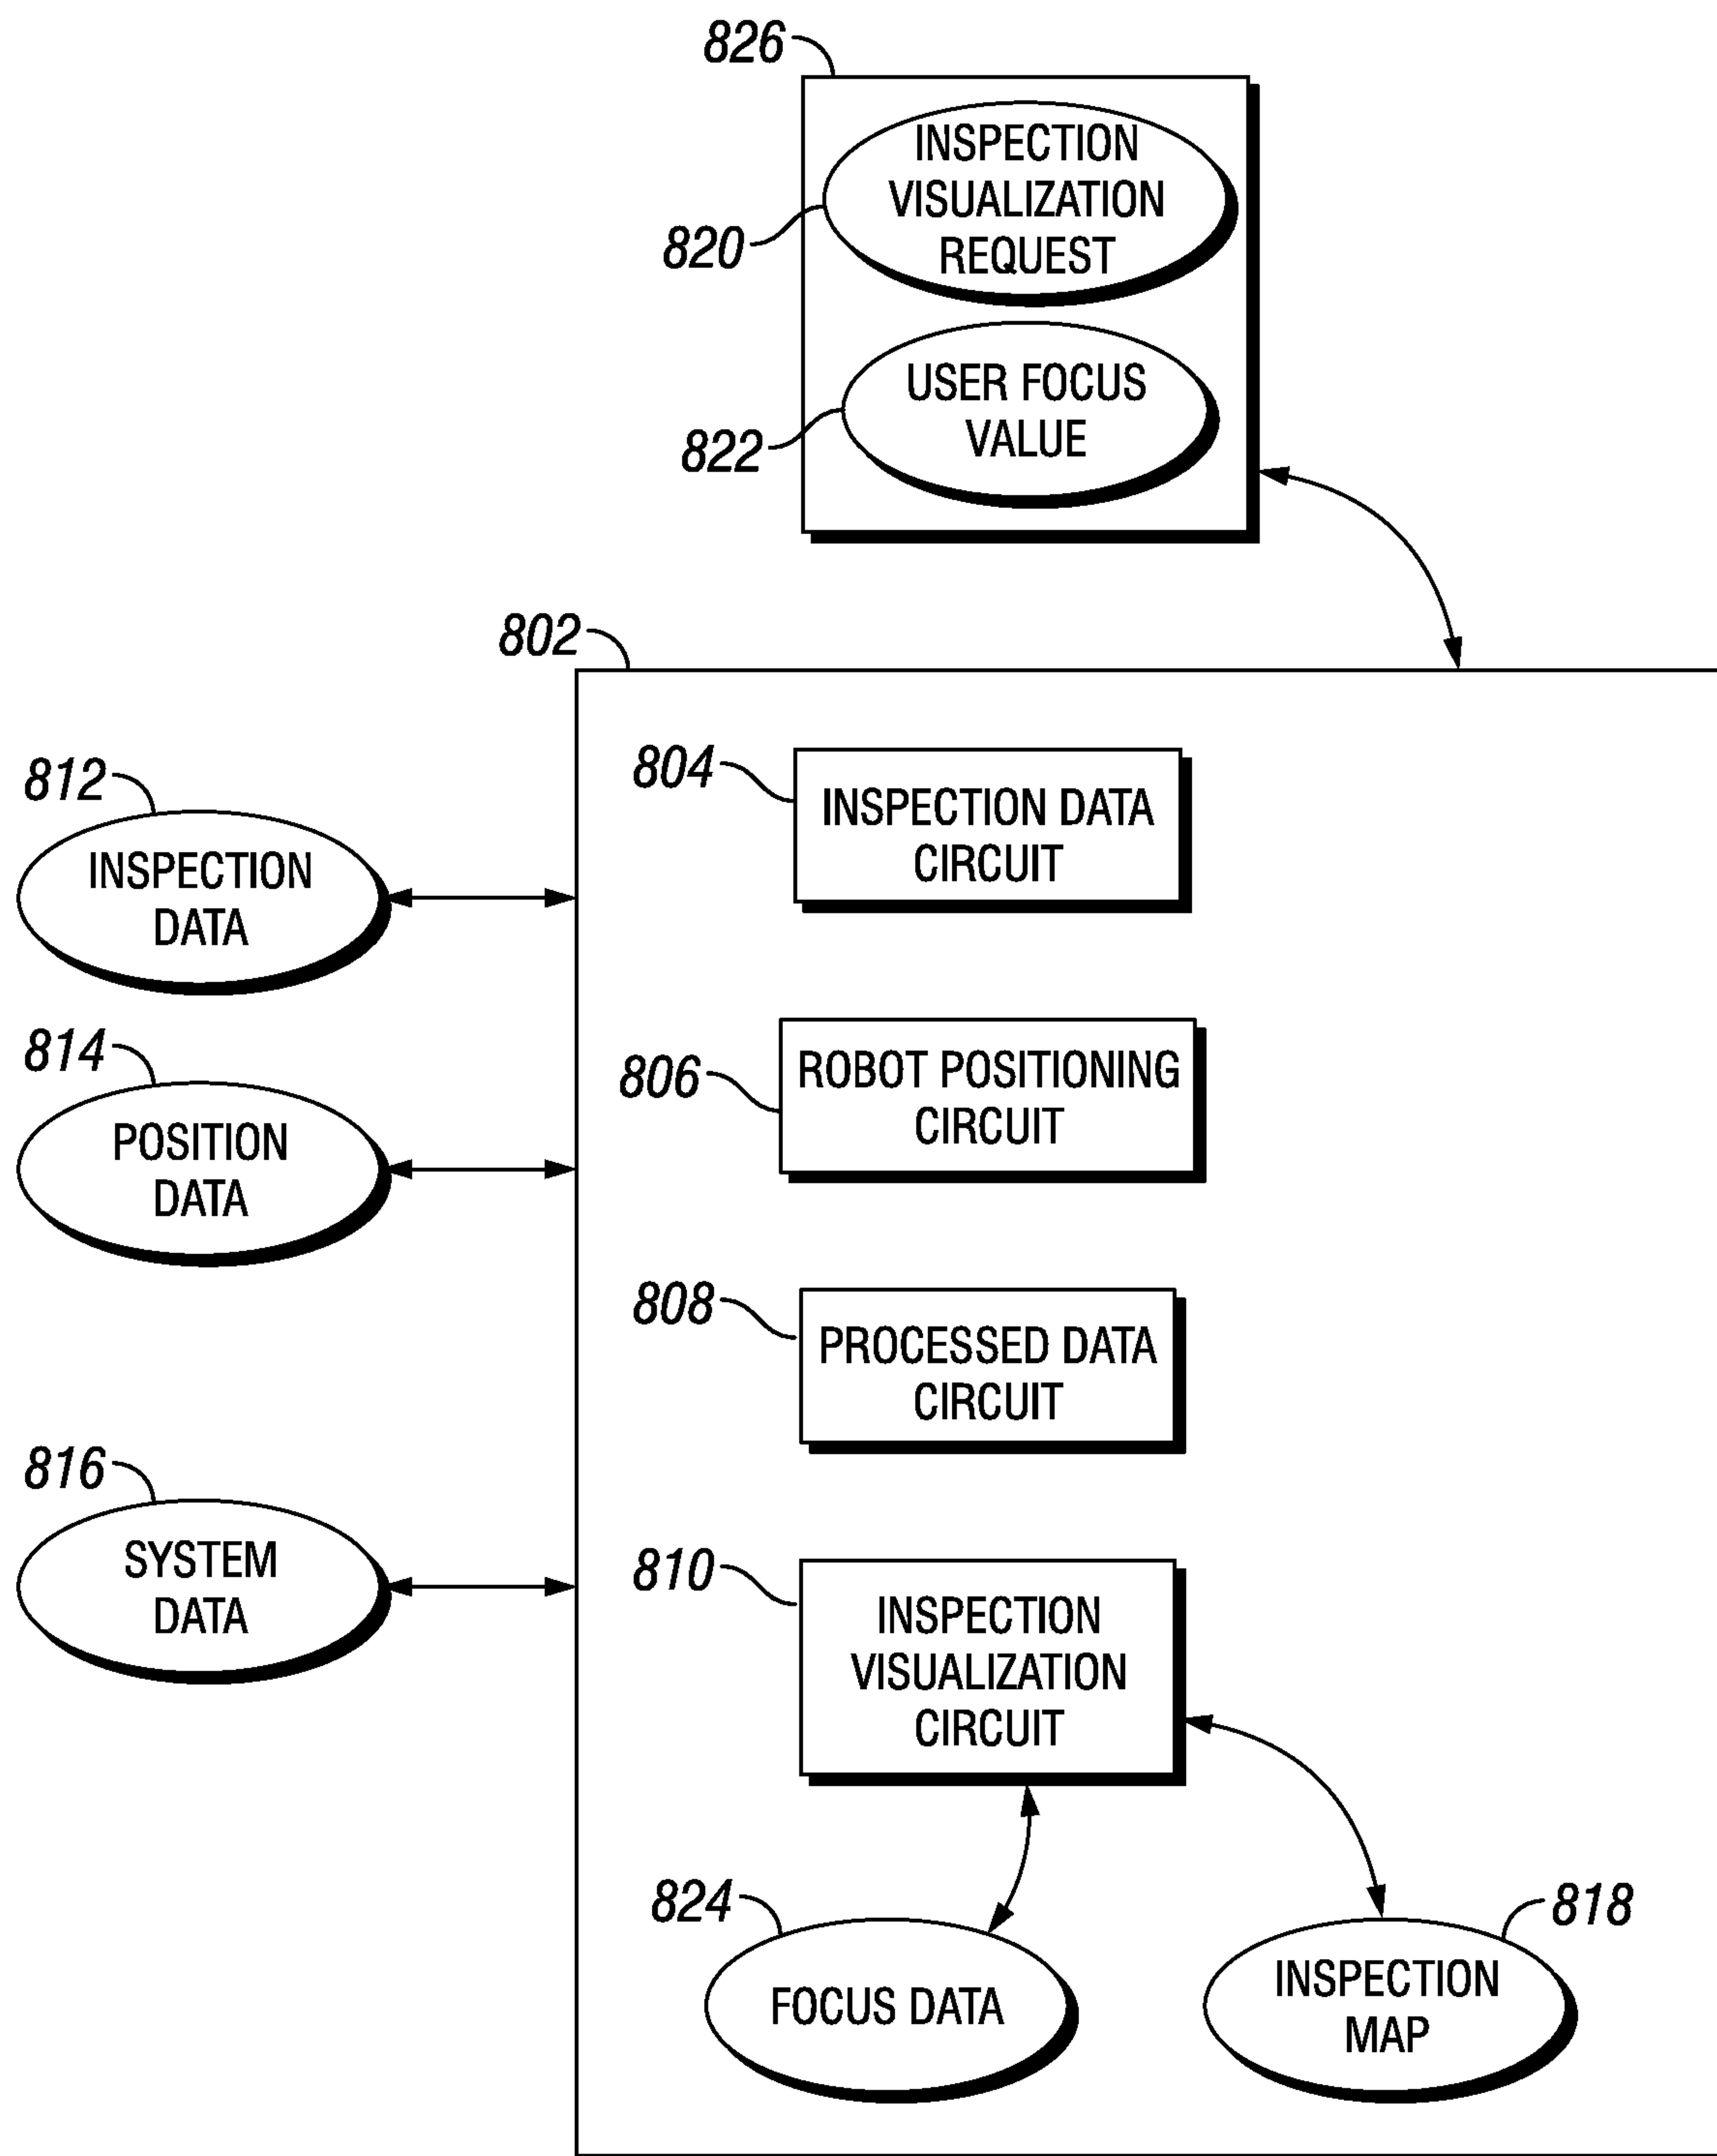 826
INSPECTION
VISUALIZATION
REQUEST
820
USER FOCUS
VALUE
822
802
812
INSPECTION
DATA
804
INSPECTION DATA
CIRCUIT
814
POSITION
DATA
806
ROBOT POSITIONING
CIRCUIT
808
PROCESSED DATA
CIRCUIT
816
SYSTEM
DATA
810
INSPECTION
VISUALIZATION
CIRCUIT
824
FOCUS DATA
818
INSPECTION
MAP